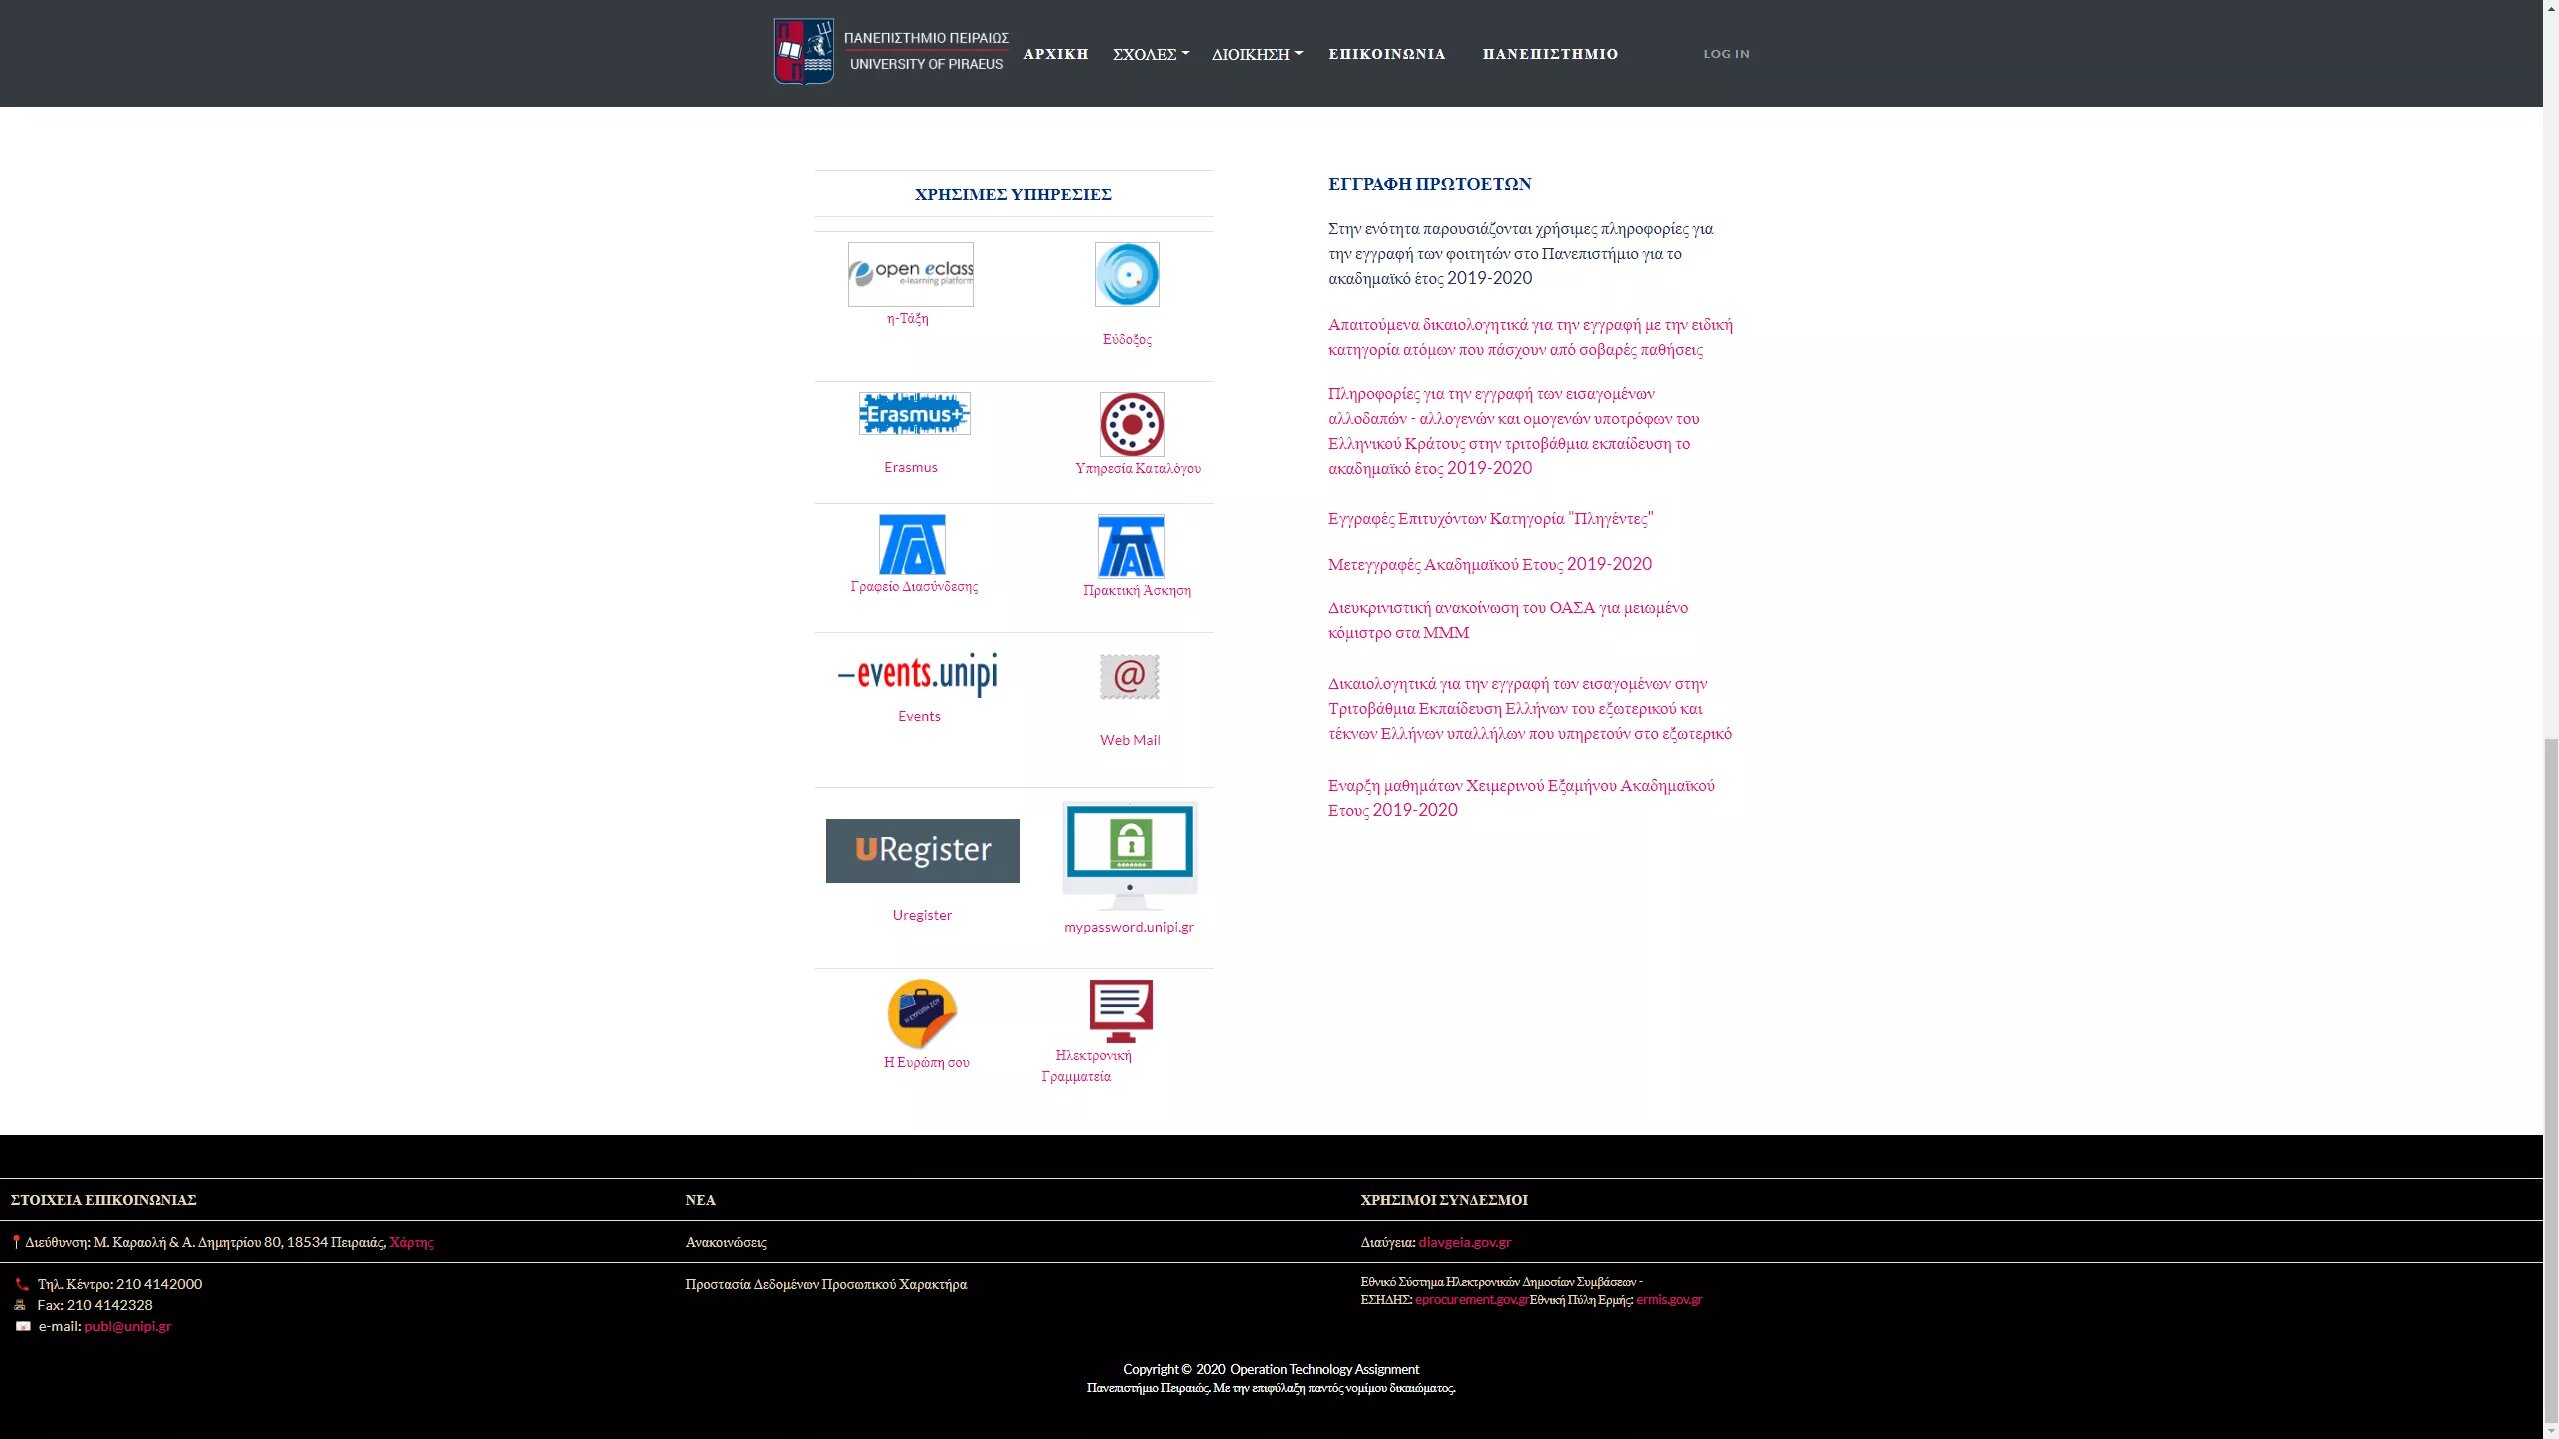 ΠΑΝΕΠΙΣΤΗΜΙΟ ΠΕΙΡΑΙΩΣ
UNIVERSITY OF PIRAEUS
ΑΡΧΙΚΗ ΣΧΟΛΕΣ ΔΙΟΙΚΗΣΗ ΕΠΙΚΟΙΝΩΝΙΑ ΠΑΝΕΠΙΣΤΗΜΙΟ LOG IN
ΧΡΗΣΙΜΕΣ ΥΠΗΡΕΣΙΕΣ
open eclass
e-learning platform
η-Τάξη
Εύδοξος
Erasmus+
Erasmus
Υπηρεσία Καταλόγου
Γραφείο Διασύνδεσης
Πρακτική Άσκηση
events.unipi
@
Events
Web Mail
URegister
Uregister
mypassword.unipi.gr
Η ΕΥΡΩΠΗ ΣΟΥ
Η Ευρώπη σου
Ηλεκτρονική
Γραμματεία
ΕΓΓΡΑΦΗ ΠΡΩΤΟΕΤΩΝ
Στην ενότητα παρουσιάζονται χρήσιμες πληροφορίες για
την εγγραφή των φοιτητών στο Πανεπιστήμιο για το
ακαδημαϊκό έτος 2019-2020
Απαιτούμενα δικαιολογητικά για την εγγραφή με την ειδική
κατηγορία ατόμων που πάσχουν από σοβαρές παθήσεις
Πληροφορίες για την εγγραφή των εισαγομένων
αλλοδαπών - αλλογενών και ομογενών υποτρόφων του
Ελληνικού Κράτους στην τριτοβάθμια εκπαίδευση το
ακαδημαϊκό έτος 2019-2020
Εγγραφές Επιτυχόντων Κατηγορία "Πληγέντες"
Μετεγγραφές Ακαδημαϊκού Ετους 2019-2020
Διευκρινιστική ανακοίνωση του ΟΑΣΑ για μειωμένο
κόμιστρο στα ΜΜΜ
Δικαιολογητικά για την εγγραφή των εισαγομένων στην
Τριτοβάθμια Εκπαίδευση Ελλήνων του εξωτερικού και
τέκνων Ελλήνων υπαλλήλων που υπηρετούν στο εξωτερικό
Εναρξη μαθημάτων Χειμερινού Εξαμήνου Ακαδημαϊκού
Ετους 2019-2020
ΣΤΟΙΧΕΙΑ ΕΠΙΚΟΙΝΩΝΙΑΣ
Διεύθυνση: Μ. Καραολή & Α. Δημητρίου 80, 18534 Πειραιάς, Χάρτης
Τηλ. Κέντρο: 210 4142000
Fax: 210 4142328
e-mail: publ@unipi.gr
ΝΕΑ
Ανακοινώσεις
Προστασία Δεδομένων Προσωπικού Χαρακτήρα
ΧΡΗΣΙΜΟΙ ΣΥΝΔΕΣΜΟΙ
Διαύγεια: diavgeia.gov.gr
Εθνικό Σύστημα Ηλεκτρονικών Δημοσίων Συμβάσεων -
ΕΣΗΔΗΣ: eprocurement.gov.grΕθνική Πύλη Ερμής: ermis.gov.gr
Copyright © 2020 Operation Technology Assignment
Πανεπιστήμιο Πειραιώς. Με την επιφύλαξη παντός νομίμου δικαιώματος.